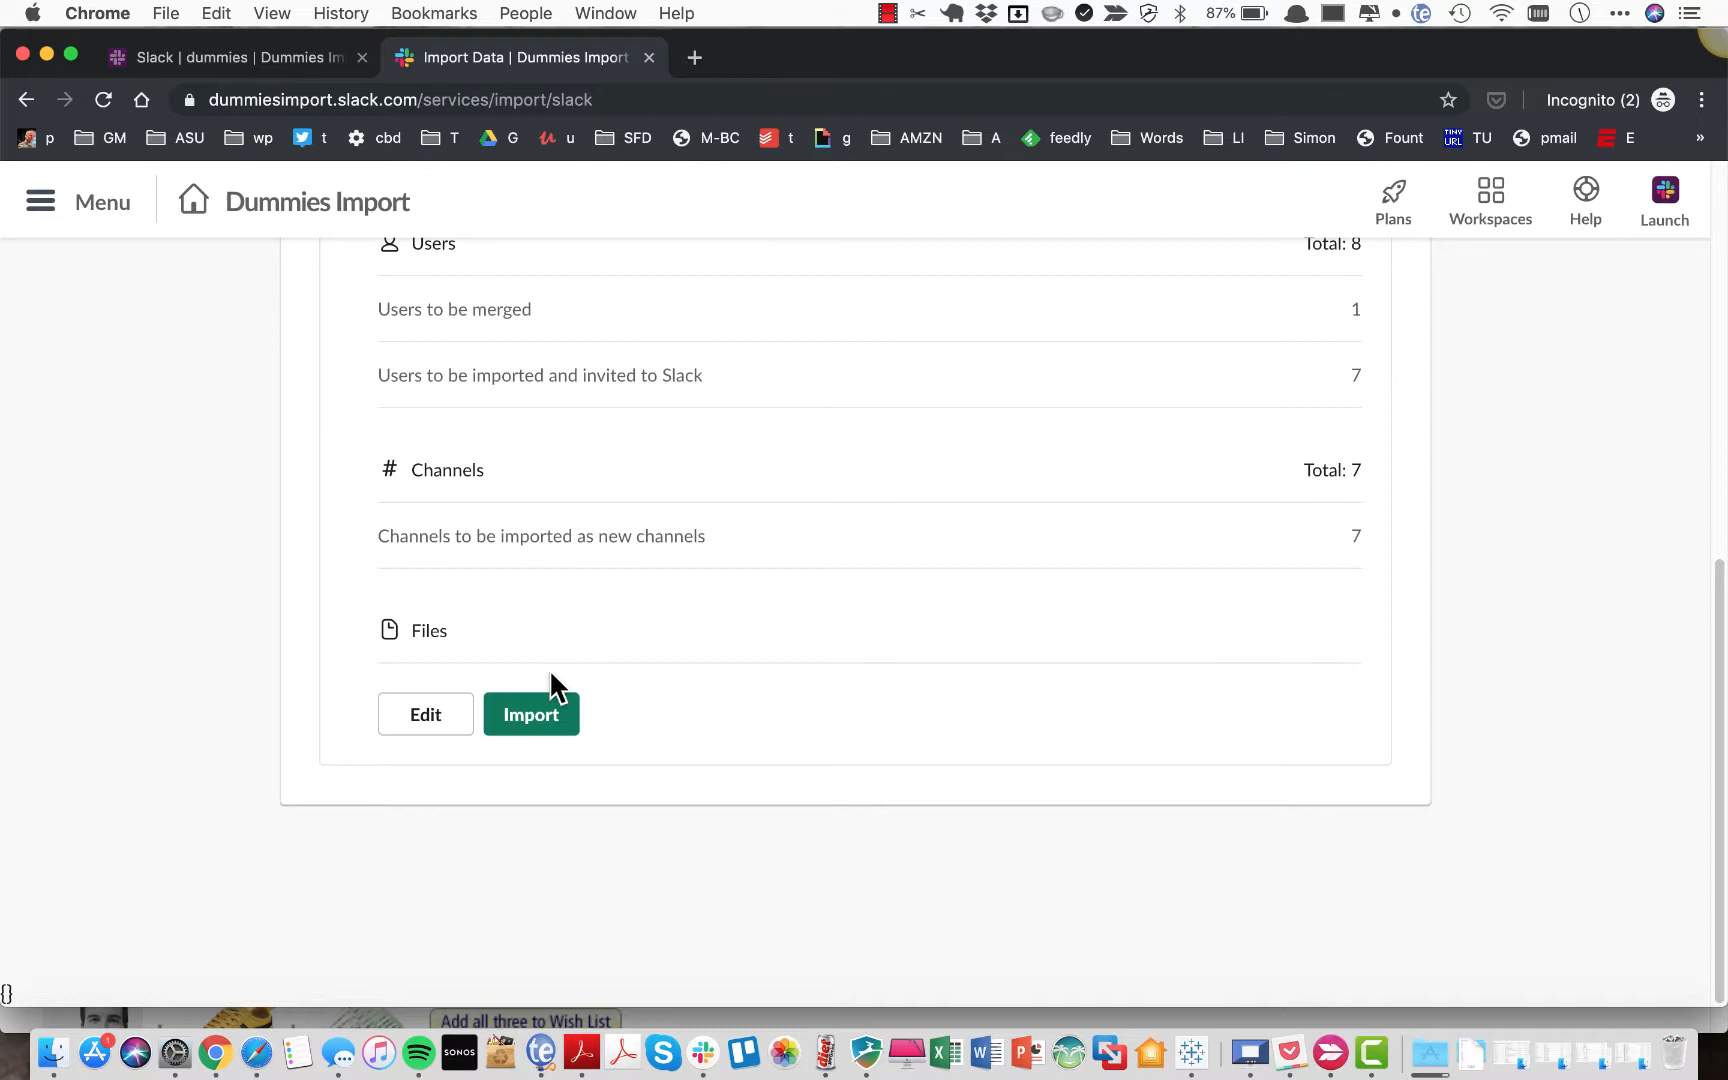 Chrome File Edit View History Bookmarks People Window Help 87%
Slack | dummies | Dummies Im Import Data | Dummies Import
dummiesimport.slack.com/services/import/slack Incognito (2)
p GM ASU wp t cbd T G u SFD M-BC t g AMZN A feedly Words LI Simon Fount TINY URL TU pmail E »
Menu Dummies Import Plans Workspaces Help Launch
Users Total: 8
Users to be merged 1
Users to be imported and invited to Slack 7
# Channels Total: 7
Channels to be imported as new channels 7
Files
Edit Import
{}
Add all three to Wish List
SONOS